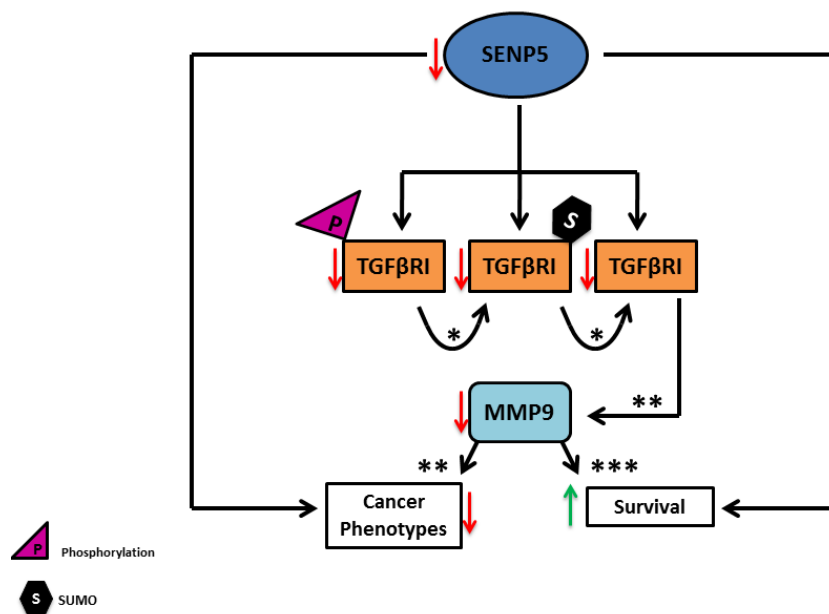 SENP5
P
S
TGFβRI
TGFβRI
TGFβRI
*
*
MMP9
**
**
***
Cancer
Phenotypes
Survival
P
Phosphorylation
S
SUMO